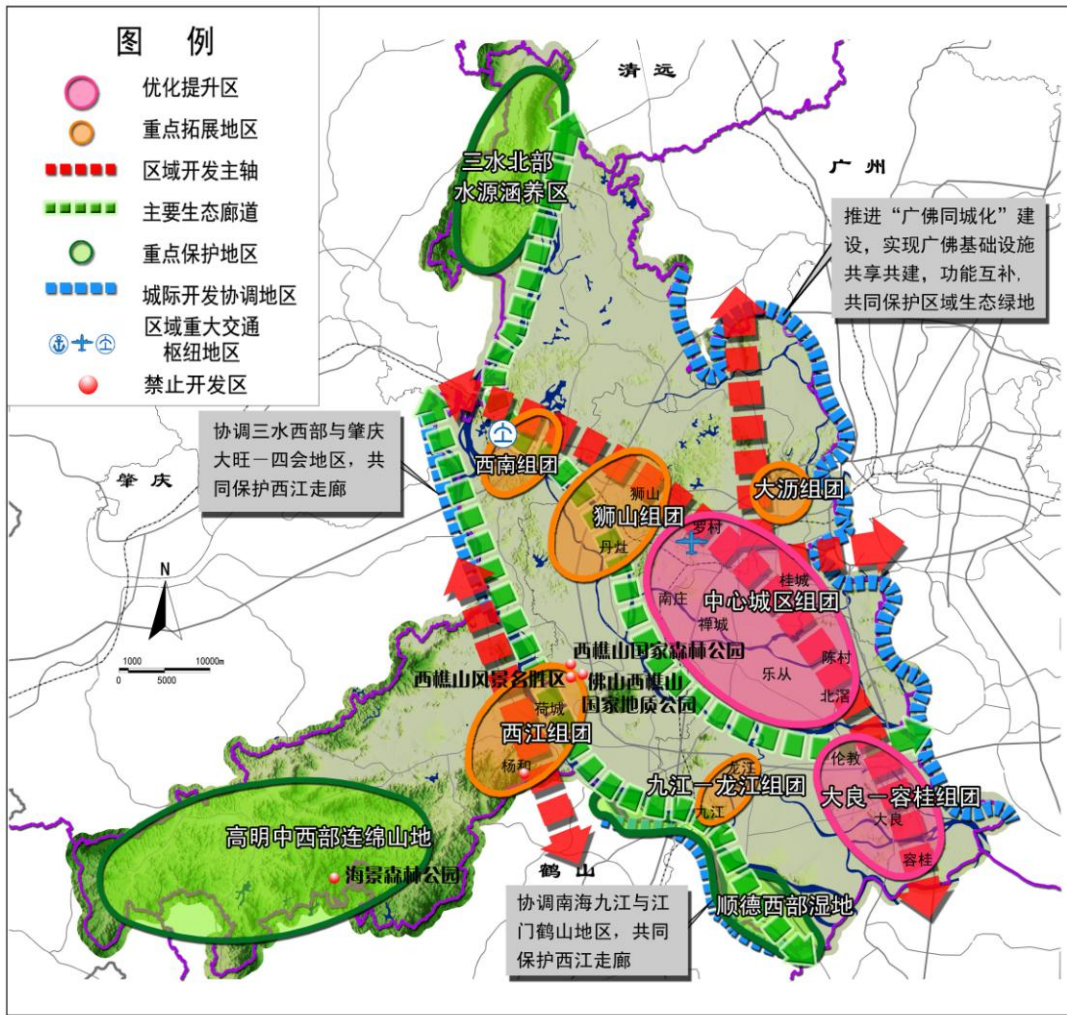 图 例
优化提升区
重点拓展地区
区域开发主轴
主要生态廊道
重点保护地区
城际开发协调地区
区域重大交通
枢纽地区
禁止开发区
清 远
广 州
三水北部
水源涵养区
推进“广佛同城化”建
设，实现广佛基础设施
共享共建，功能互补，
共同保护区域生态绿地
协调三水西部与肇庆
大旺一四会地区，共
同保护西江走廊
肇 庆
西南组团
狮山
狮山组团
丹灶
大沥组团
罗村
桂城
中心城区组团
南庄
禅城
乐从
陈村
北滘
N
1000 10000m
0 5000
西樵山国家森林公园
西樵山风景名胜区
佛山西樵山
国家地质公园
荷城
西江组团
杨和
龙江
九江一龙江组团
九江
伦教
大良一容桂组团
大良
容桂
高明中西部连绵山地
海景森林公园
鹤 山
顺德西部湿地
协调南海九江与江
门鹤山地区，共同
保护西江走廊